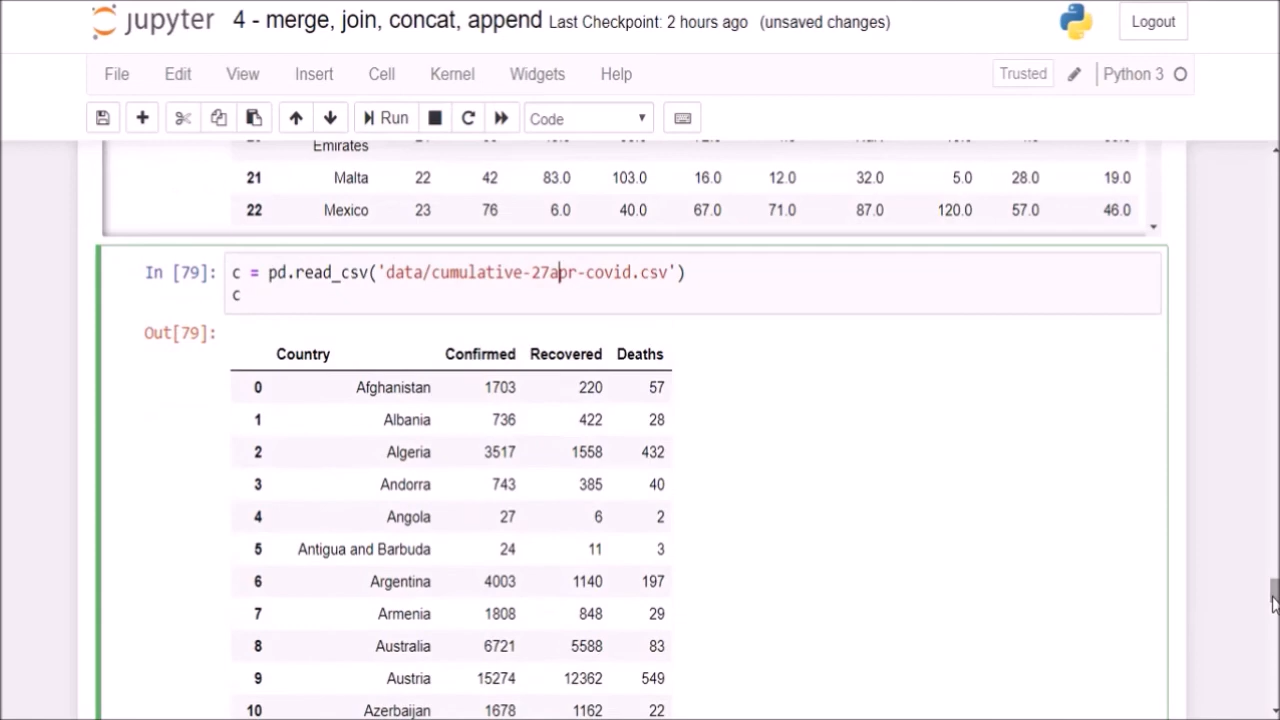 jupyter 4 - merge, join, concat, append Last Checkpoint: 2 hours ago (unsaved changes) Logout
File Edit View Insert Cell Kernel Widgets Help Trusted Python 3
Run Code
Emirates
21 Malta 22 42 83.0 103.0 16.0 12.0 32.0 5.0 28.0 19.0
22 Mexico 23 76 6.0 40.0 67.0 71.0 87.0 120.0 57.0 46.0
In [79]: c = pd.read_csv('data/cumulative-27apr-covid.csv')
c
Out[79]:
Country Confirmed Recovered Deaths
0 Afghanistan 1703 220 57
1 Albania 736 422 28
2 Algeria 3517 1558 432
3 Andorra 743 385 40
4 Angola 27 6 2
5 Antigua and Barbuda 24 11 3
6 Argentina 4003 1140 197
7 Armenia 1808 848 29
8 Australia 6721 5588 83
9 Austria 15274 12362 549
10 Azerbaijan 1678 1162 22